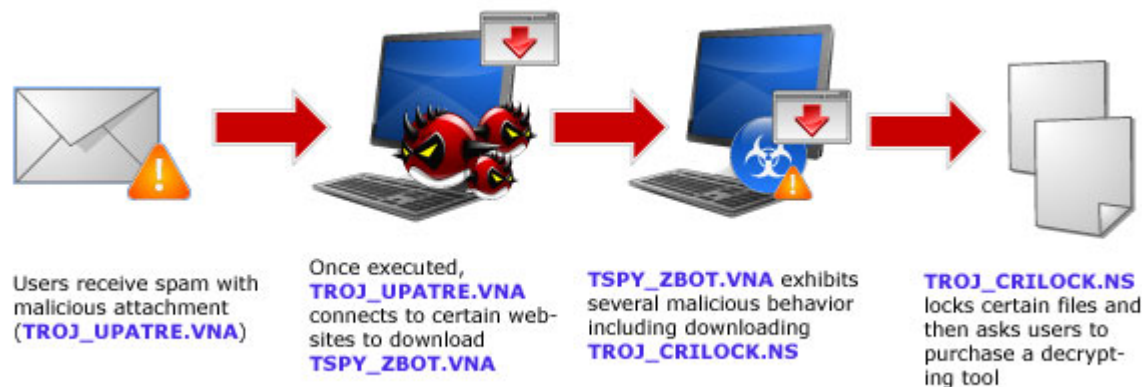 Users receive spam with
malicious attachment
(TROJ_UPATRE.VNA)
Once executed,
TROJ_UPATRE.VNA
connects to certain web-
sites to download
TSPY_ZBOT.VNA
TSPY_ZBOT.VNA exhibits
several malicious behavior
including downloading
TROJ_CRILOCK.NS
TROJ_CRILOCK.NS
locks certain files and
then asks users to
purchase a decrypt-
ing tool